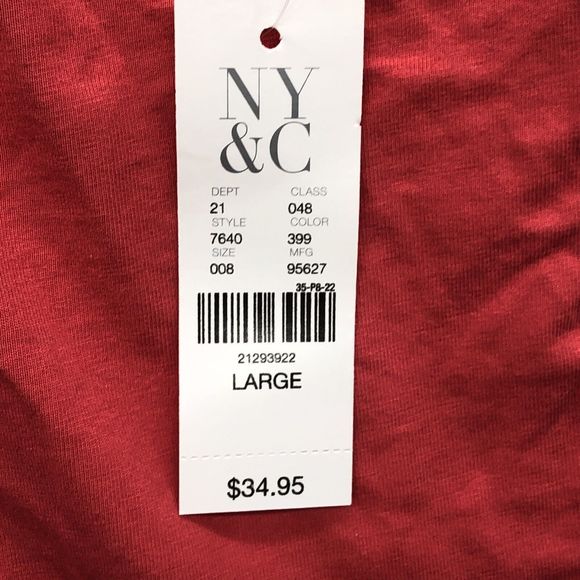 NY
&C
DEPT CLASS
21 048
STYLE COLOR
7640 399
SIZE MFG
008 95627
35-P8-22
21293922
LARGE
$34.95